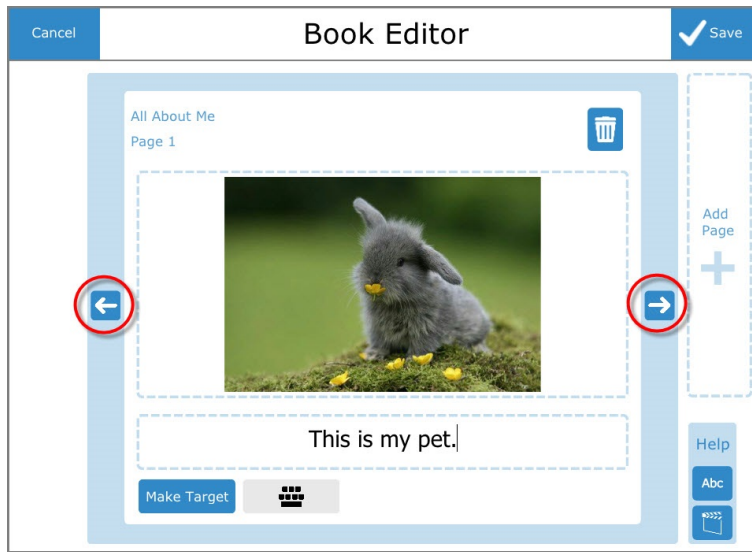 Cancel
Book Editor
Save
All About Me
Page 1
Add
Page
This is my pet.
Make Target
Help
Abc